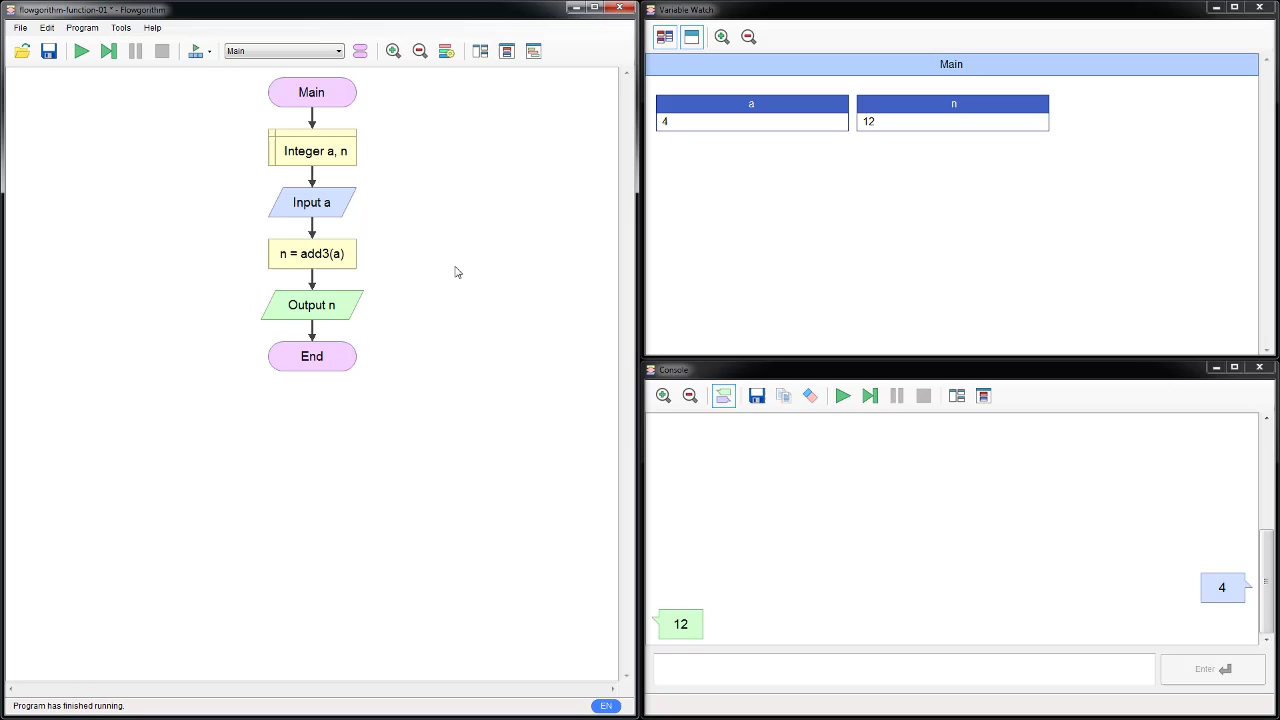 flowgorithm-function-01 * - Flowgorithm
File Edit Program Tools Help
Main
Main
Integer a, n
Input a
n = add3(a)
Output n
End
Program has finished running.
EN
Variable Watch
Main
a n
4 12
Console
4
12
Enter